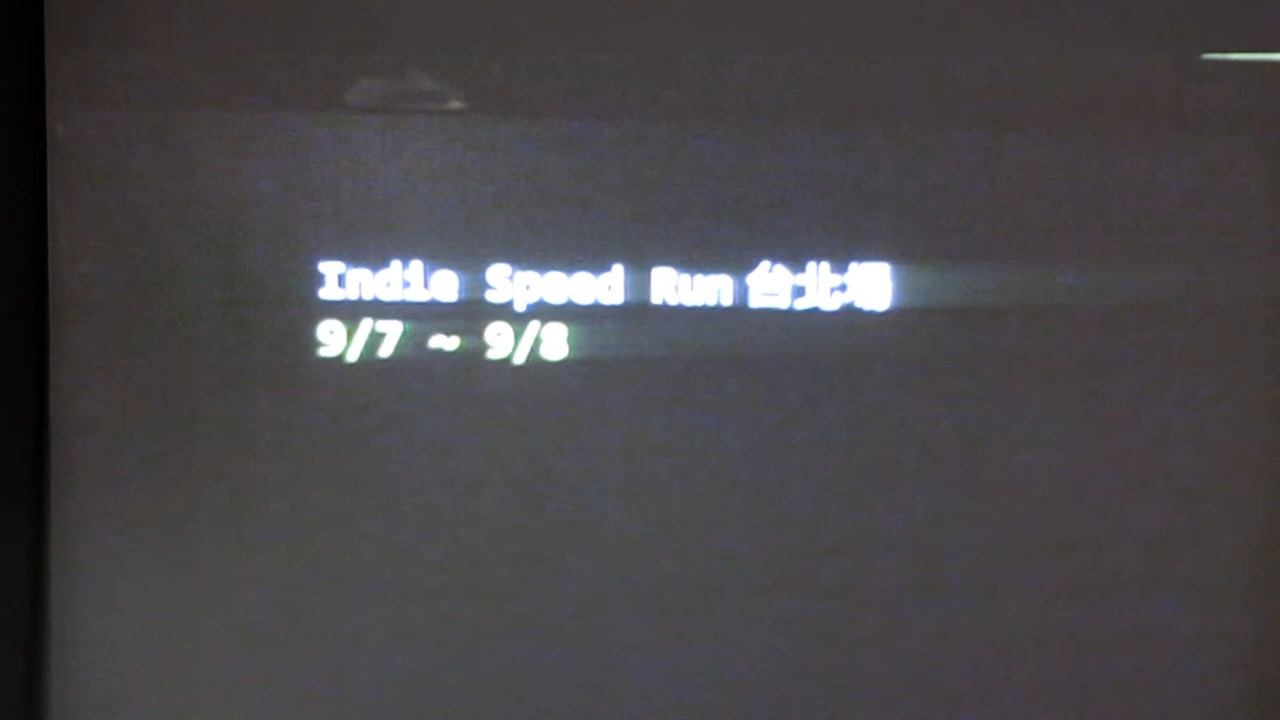 Indie Speed Run 台北場
9/7 ~ 9/8